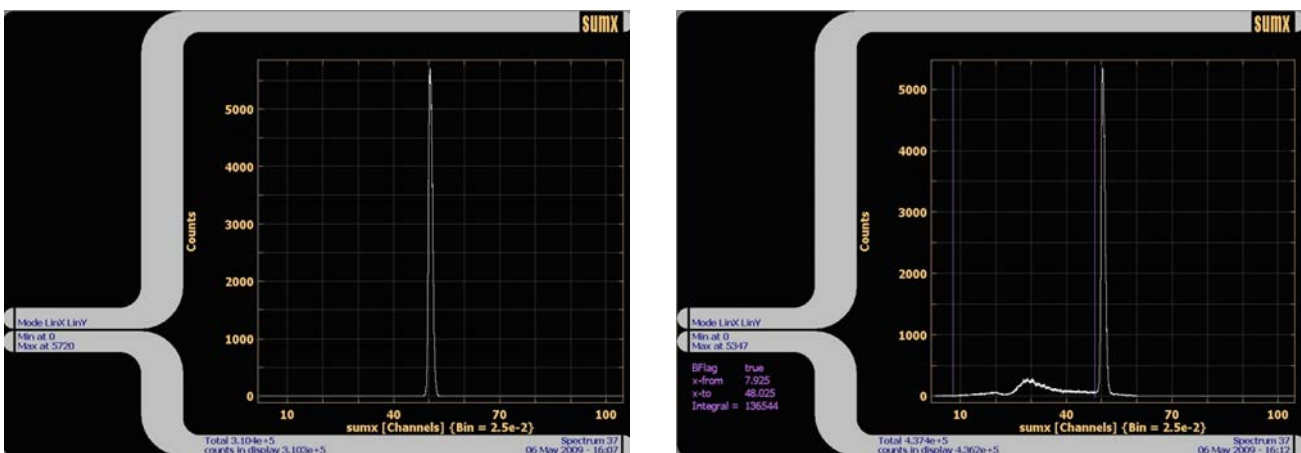 sumx
5000
4000
3000
2000
1000
0
Counts
10 40 70 100
sumx [Channels] {Bin = 2.5e-2}
Mode LinX LinY
Min at 0
Max at 5720
Total 3.104e+5
counts in display 3.103e+5
Spectrum 37
06 May 2009 - 16:07
sumx
5000
4000
3000
2000
1000
0
Counts
10 40 70 100
sumx [Channels] {Bin = 2.5e-2}
Mode LinX LinY
Min at 0
Max at 5347
BFlag true
x-from 7.925
x-to 48.025
Integral = 136544
Total 4.374e+5
counts in display 4.362e+5
Spectrum 37
06 May 2009 - 16:12